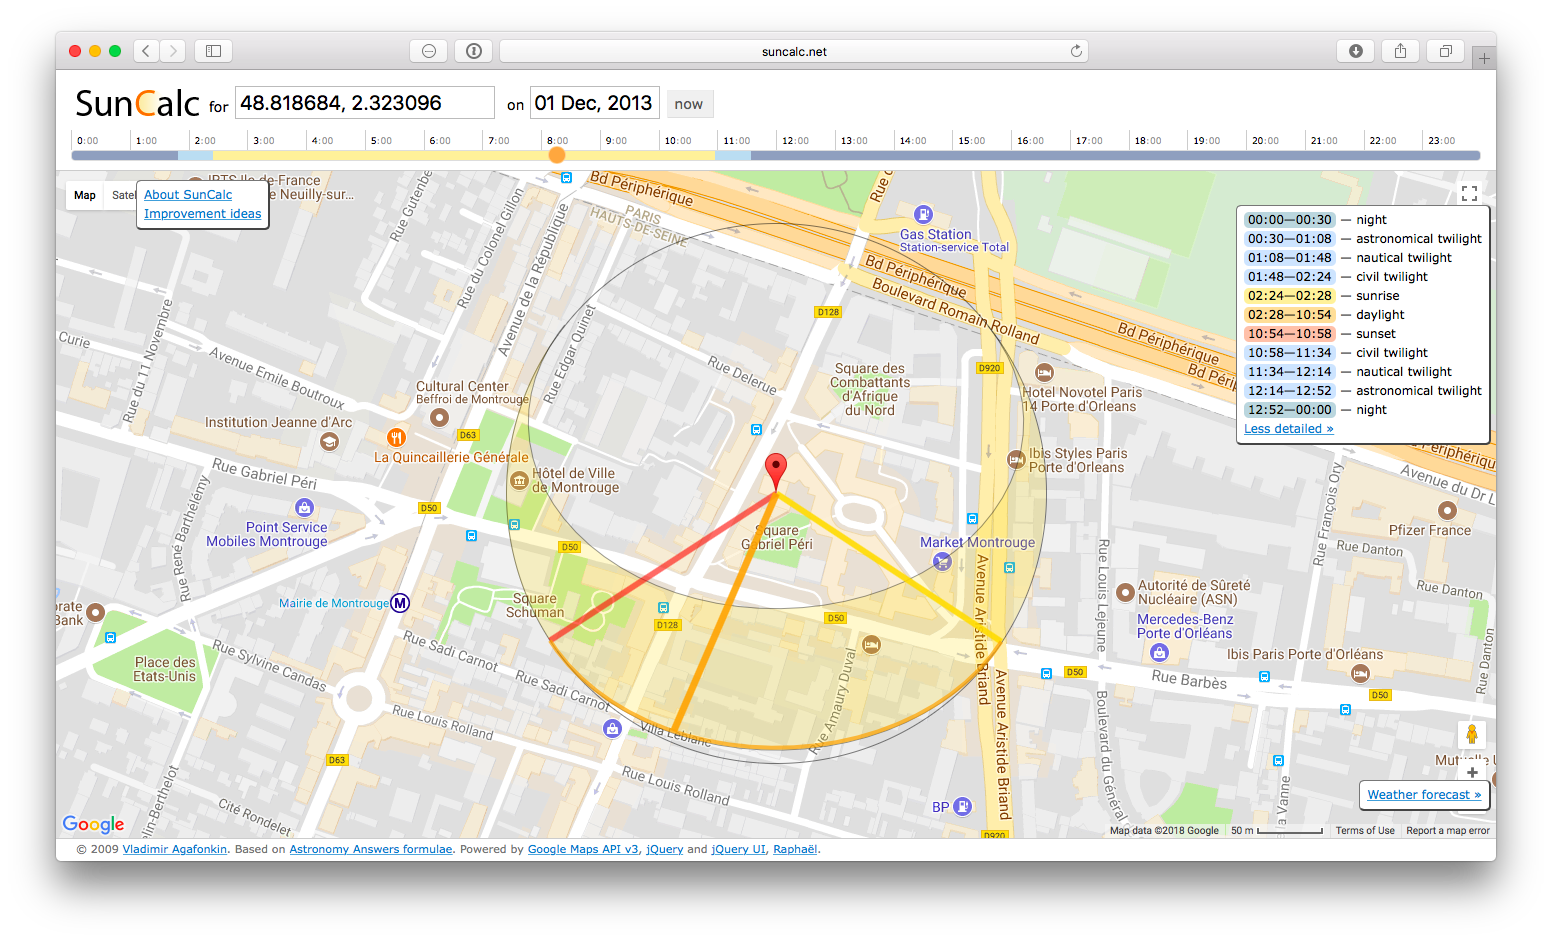 suncalc.net
SunCalc for 48.818684, 2.323096 on 01 Dec, 2013 now
0:00 1:00 2:00 3:00 4:00 5:00 6:00 7:00 8:00 9:00 10:00 11:00 12:00 13:00 14:00 15:00 16:00 17:00 18:00 19:00 20:00 21:00 22:00 23:00
Map
About SunCalc
Improvement ideas
00:00—00:30 — night
00:30—01:08 — astronomical twilight
01:08—01:48 — nautical twilight
01:48—02:24 — civil twilight
02:24—02:28 — sunrise
02:28—10:54 — daylight
10:54—10:58 — sunset
10:58—11:34 — civil twilight
11:34—12:14 — nautical twilight
12:14—12:52 — astronomical twilight
12:52—00:00 — night
Less detailed »
Île-de-France
Neuilly-sur...
Rue Gutenbe
Rue du Colonel Gillon
Avenue de la République
Bd Périphérique
PARIS
HAUTS-DE-SEINE
Rue d
Gas Station
Station-service Total
Bd Périphérique
Boulevard Romain Rolland
Bd Périphérique
Bd Péri
D128
D920
Curie
Rue du 11 Novembre
Avenue Emile Boutroux
Rue Edgar Quinet
Rue Delerue
Cultural Center
Beffroi de Montrouge
Square des
Combattants
d'Afrique
du Nord
Hotel Novotel Paris
14 Porte d'Orleans
Institution Jeanne d'Arc
D63
La Quincaillerie Générale
Ibis Styles Paris
Porte d'Orleans
Rue Gabriel Péri
Hôtel de Ville
de Montrouge
Avenue du Dr L
Rue François Ory
Rue René Barthélémy
D50
Point Service
Mobiles Montrouge
Pfizer France
Square
Gabriel Péri
Market Montrouge
D50
Rue Danton
Rue Louis Lejeune
Avenue Aristide Briand
Autorité de Sûreté
Nucléaire (ASN)
Rue Danton
Mairie de Montrouge
M
Square
Schuman
orate
Bank
D128
D50
Mercedes-Benz
Porte d'Orléans
Rue Sadi Carnot
Rue Sylvine Candas
Place des
Etats-Unis
Rue Sadi Carnot
Rue Amaury Duval
Ibis Paris Porte d'Orléans
D50
Rue Barbès
D50
Rue Danton
Rue Louis Rolland
Villa Leblanc
Avenue Aristide Briand
Boulevard du Général
D63
Rue Louis Rolland
elin-Berthelot
Cité Rondelet
BP
la Vanne
D920
Weather forecast »
Google
Map data ©2018 Google 50 m Terms of Use Report a map error
© 2009 Vladimir Agafonkin. Based on Astronomy Answers formulae. Powered by Google Maps API v3, jQuery and jQuery UI, Raphaël.